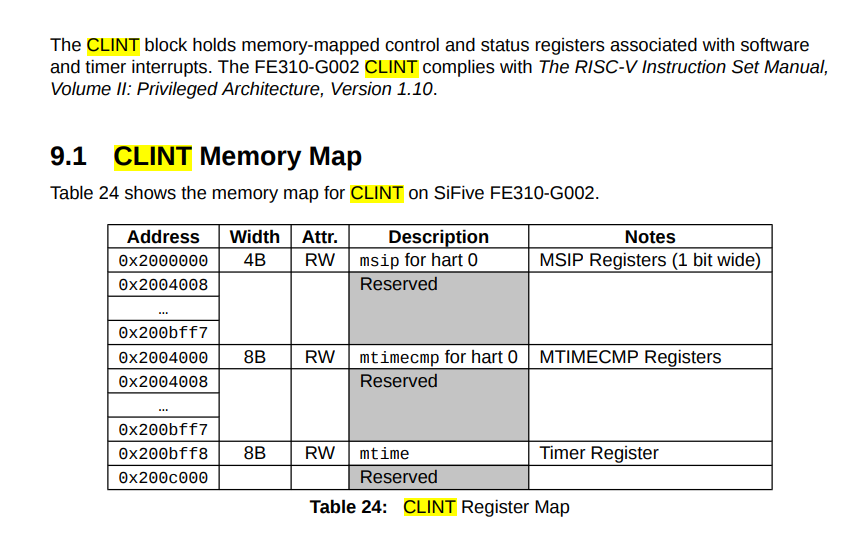 The CLINT block holds memory-mapped control and status registers associated with software
and timer interrupts. The FE310-G002 CLINT complies with The RISC-V Instruction Set Manual,
Volume II: Privileged Architecture, Version 1.10.
9.1 CLINT Memory Map
Table 24 shows the memory map for CLINT on SiFive FE310-G002.
Address Width Attr. Description Notes
0x2000000 4B RW msip for hart 0 MSIP Registers (1 bit wide)
0x2004008 Reserved
…
0x200bff7
0x2004000 8B RW mtimecmp for hart 0 MTIMECMP Registers
0x2004008 Reserved
…
0x200bff7
0x200bff8 8B RW mtime Timer Register
0x200c000 Reserved
Table 24: CLINT Register Map